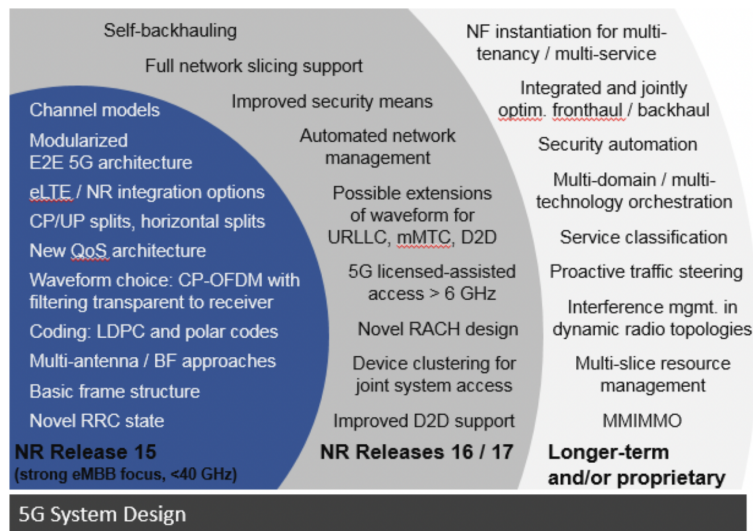 Channel models
Modularized
E2E 5G architecture
eLTE / NR integration options
CP/UP splits, horizontal splits
New QoS architecture
Waveform choice: CP-OFDM with
filtering transparent to receiver
Coding: LDPC and polar codes
Multi-antenna / BF approaches
Basic frame structure
Novel RRC state
NR Release 15
(strong eMBB focus, <40 GHz)
Self-backhauling
Full network slicing support
Improved security means
Automated network
management
Possible extensions
of waveform for
URLLC, mMTC, D2D
5G licensed-assisted
access > 6 GHz
Novel RACH design
Device clustering for
joint system access
Improved D2D support
NR Releases 16 / 17
NF instantiation for multi-
tenancy / multi-service
Integrated and jointly
optim. fronthaul / backhaul
Security automation
Multi-domain / multi-
technology orchestration
Service classification
Proactive traffic steering
Interference mgmt. in
dynamic radio topologies
Multi-slice resource
management
MMIMMO
Longer-term
and/or proprietary
5G System Design